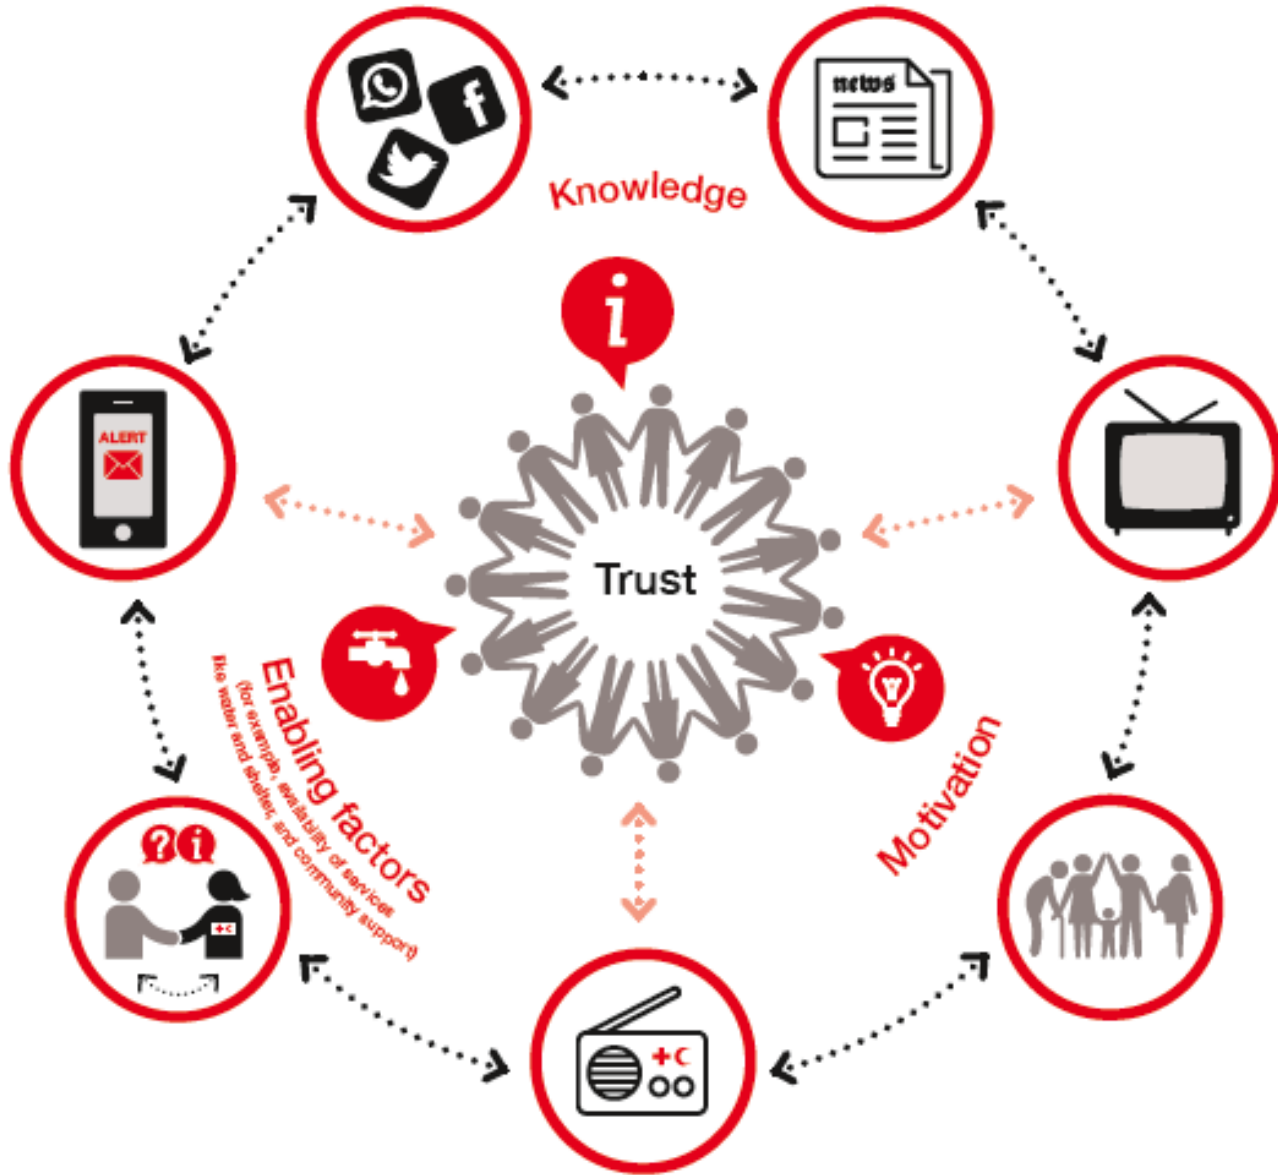 news
Knowledge
i
ALERT
Trust
Enabling factors
(for example, availability of services
like water and shelter, and community support)
Motivation
? i